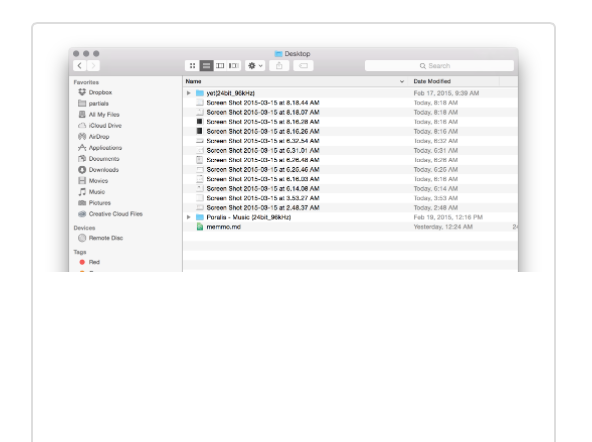 Desktop
Search
Favorites
Dropbox
partials
All My Files
iCloud Drive
AirDrop
Applications
Documents
Downloads
Movies
Music
Pictures
Creative Cloud Files
Devices
Remote Disc
Tags
Red
Name Date Modified
yet(24bit_96kHz) Feb 17, 2015, 9:39 AM
Screen Shot 2015-03-15 at 8.18.44 AM Today, 8:18 AM
Screen Shot 2015-03-15 at 8.18.07 AM Today, 8:18 AM
Screen Shot 2015-03-15 at 8.16.28 AM Today, 8:16 AM
Screen Shot 2015-03-15 at 8.16.26 AM Today, 8:16 AM
Screen Shot 2015-03-15 at 6.32.54 AM Today, 6:32 AM
Screen Shot 2015-03-15 at 6.31.01 AM Today, 6:31 AM
Screen Shot 2015-03-15 at 6.26.48 AM Today, 6:26 AM
Screen Shot 2015-03-15 at 6.25.46 AM Today, 6:25 AM
Screen Shot 2015-03-15 at 6.16.03 AM Today, 6:16 AM
Screen Shot 2015-03-15 at 6.14.08 AM Today, 6:14 AM
Screen Shot 2015-03-15 at 3.53.27 AM Today, 3:53 AM
Screen Shot 2015-03-15 at 2.48.37 AM Today, 2:48 AM
Poralis - Music (24bit_96kHz) Feb 19, 2015, 12:16 PM
memmo.md Yesterday, 12:24 AM